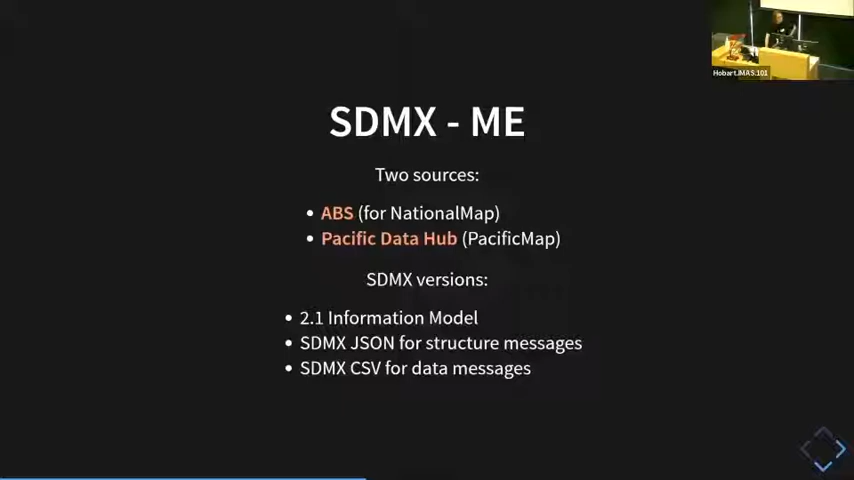 Hobart.IMAS.101
SDMX - ME
Two sources:
• ABS (for NationalMap)
• Pacific Data Hub (PacificMap)
SDMX versions:
• 2.1 Information Model
• SDMX JSON for structure messages
• SDMX CSV for data messages